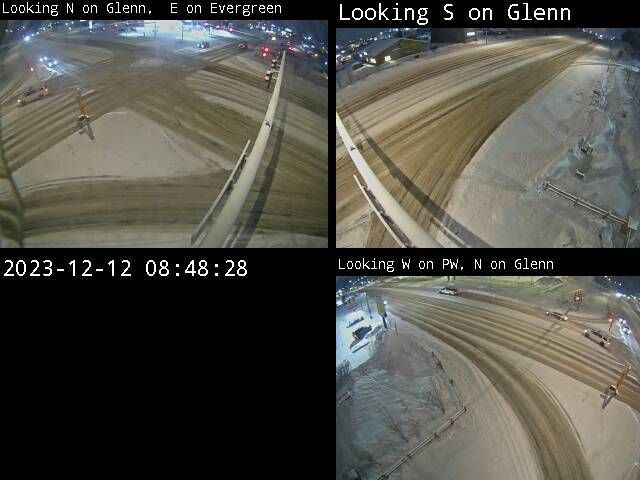 Looking N on Glenn,  E on Evergreen
Looking S on Glenn
2023-12-12 08:48:28
Looking W on PW, N on Glenn